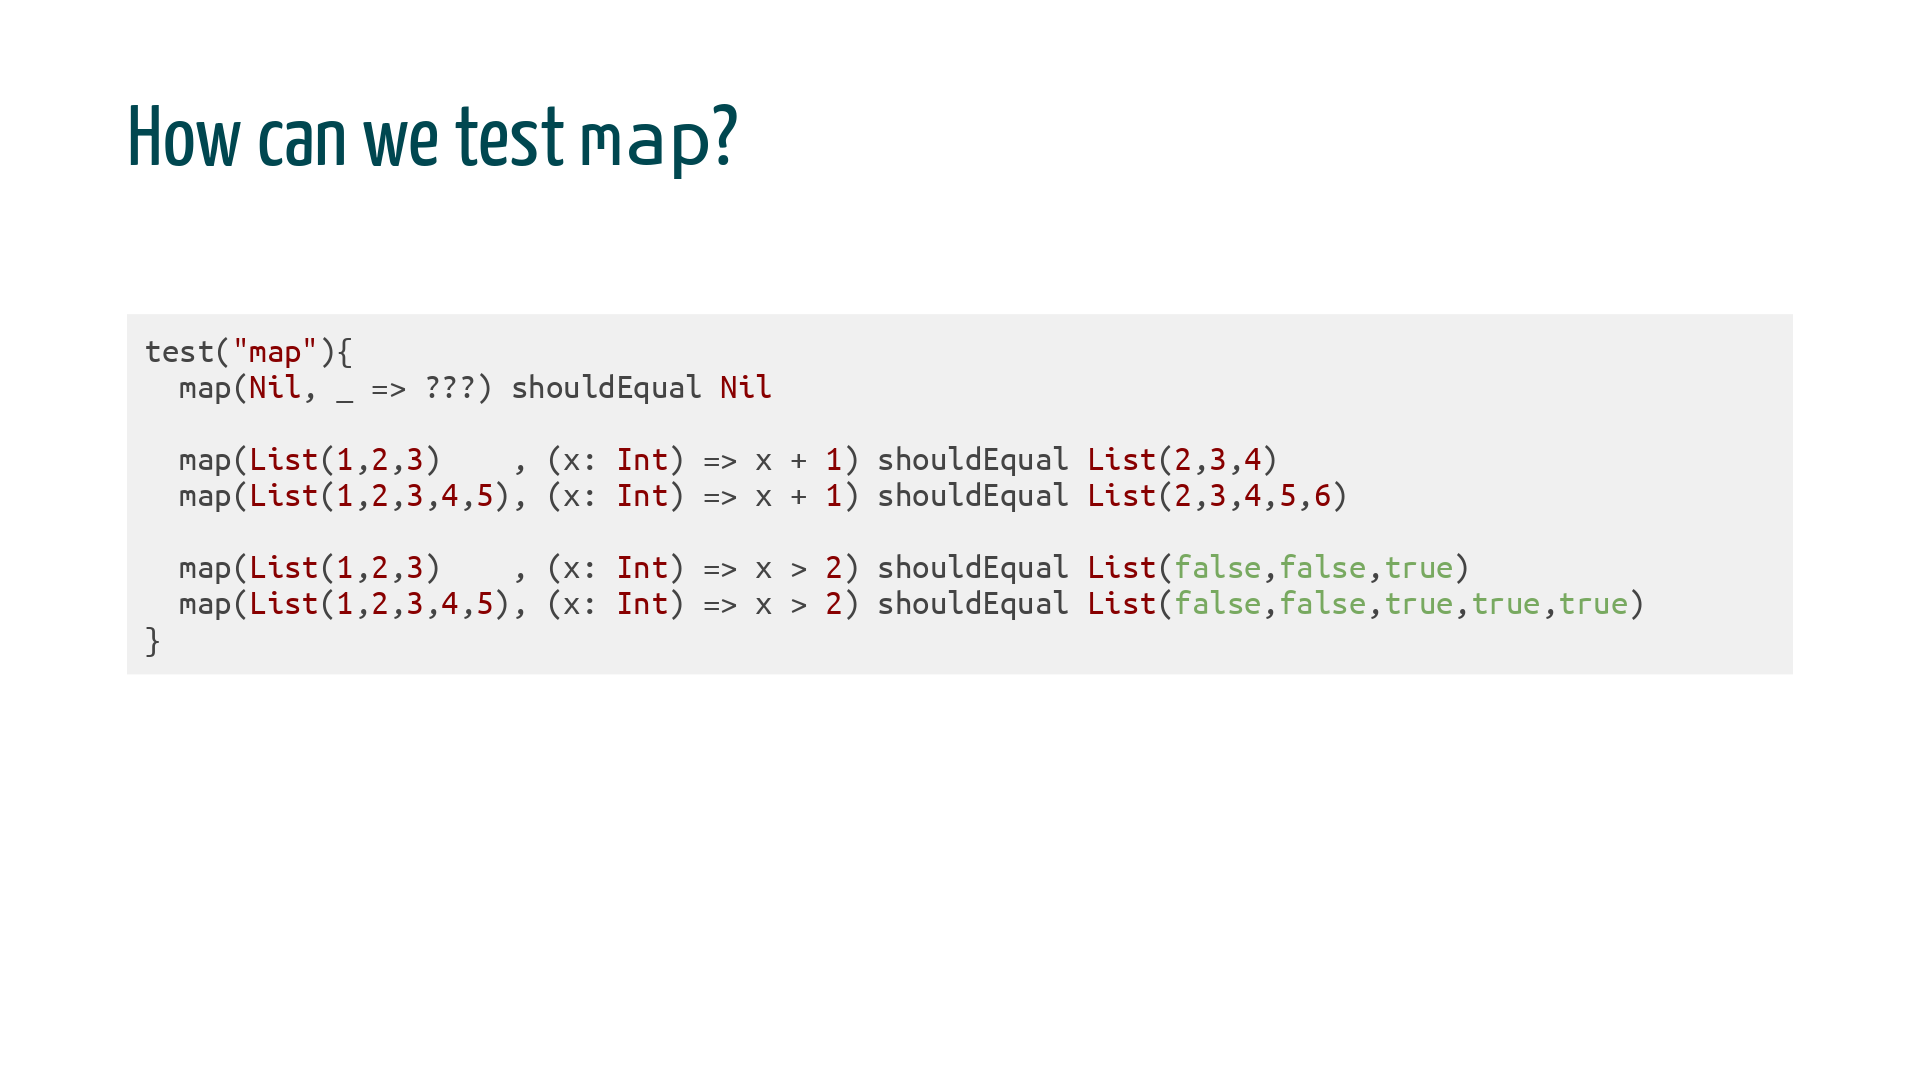 How can we test map?
test("map"){
  map(Nil, _ => ???) shouldEqual Nil

  map(List(1,2,3)    , (x: Int) => x + 1) shouldEqual List(2,3,4)
  map(List(1,2,3,4,5), (x: Int) => x + 1) shouldEqual List(2,3,4,5,6)

  map(List(1,2,3)    , (x: Int) => x > 2) shouldEqual List(false,false,true)
  map(List(1,2,3,4,5), (x: Int) => x > 2) shouldEqual List(false,false,true,true,true)
}